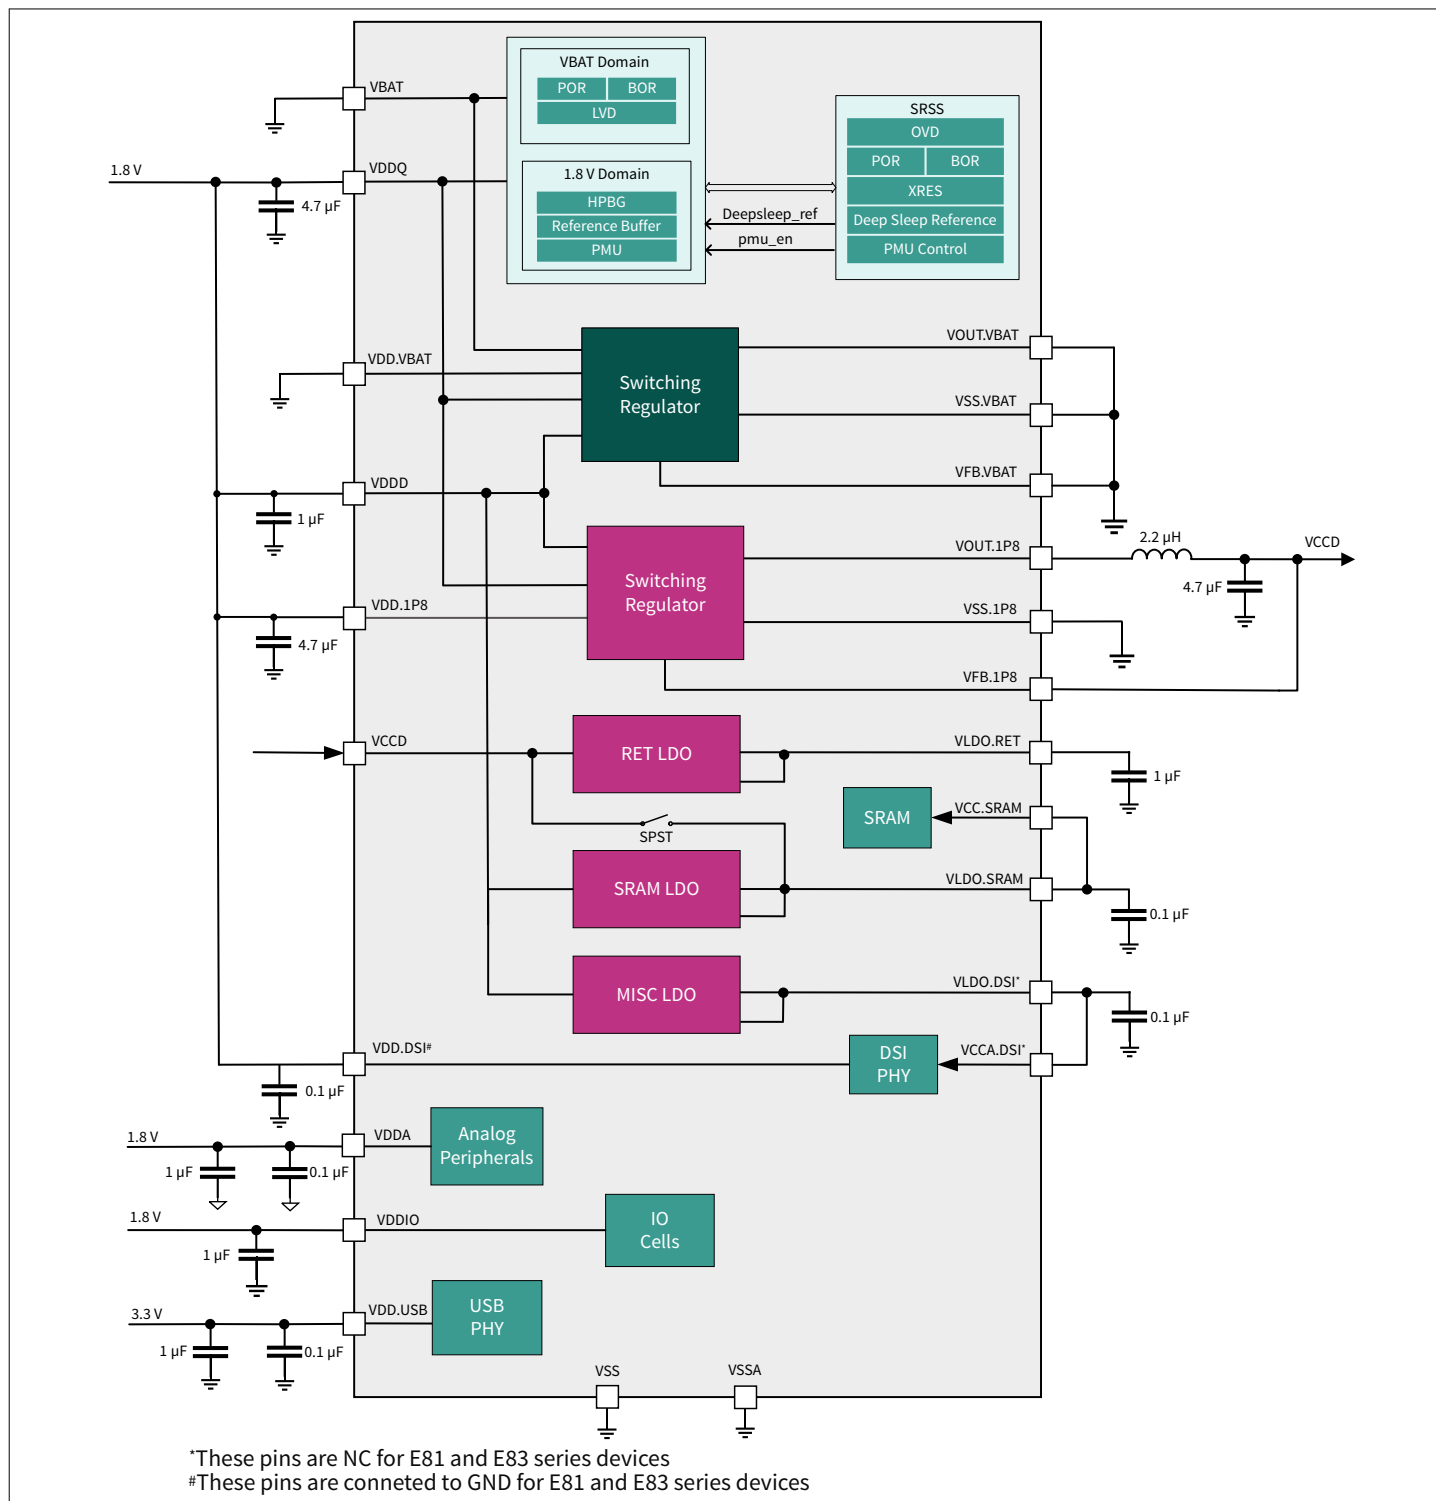 VBAT Domain
POR
BOR
LVD
VBAT
SRSS
OVD
POR
BOR
XRES
Deep Sleep Reference
PMU Control
1.8 V
VDDQ
4.7 µF
1.8 V Domain
HPBG
Reference Buffer
PMU
Deepsleep_ref
pmu_en
VDD.VBAT
Switching
Regulator
VOUT.VBAT
VSS.VBAT
VFB.VBAT
VDDD
1 µF
Switching
Regulator
VOUT.1P8
2.2 µH
VCCD
4.7 µF
VSS.1P8
VFB.1P8
VDD.1P8
4.7 µF
VCCD
RET LDO
VLDO.RET
1 µF
SPST
SRAM
VCC.SRAM
SRAM LDO
VLDO.SRAM
0.1 µF
MISC LDO
VLDO.DSI*
0.1 µF
VDD.DSI#
0.1 µF
DSI
PHY
VCCA.DSI*
1.8 V
VDDA
1 µF
0.1 µF
Analog
Peripherals
1.8 V
VDDIO
1 µF
IO
Cells
3.3 V
VDD.USB
1 µF
0.1 µF
USB
PHY
VSS
VSSA
*These pins are NC for E81 and E83 series devices
#These pins are conneted to GND for E81 and E83 series devices